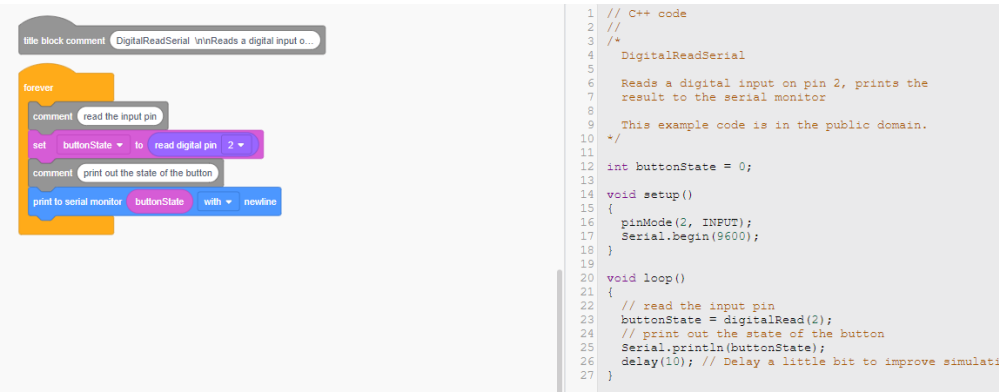 title block comment DigitalReadSerial \n\nReads a digital input o...
forever
comment read the input pin
set buttonState to read digital pin 2
comment print out the state of the button
print to serial monitor buttonState with newline
1 // C++ code
2 //
3 /*
4 DigitalReadSerial
5
6 Reads a digital input on pin 2, prints the
7 result to the serial monitor
8
9 This example code is in the public domain.
10 */
11
12 int buttonState = 0;
13
14 void setup()
15 {
16 pinMode(2, INPUT);
17 Serial.begin(9600);
18 }
19
20 void loop()
21 {
22 // read the input pin
23 buttonState = digitalRead(2);
24 // print out the state of the button
25 Serial.println(buttonState);
26 delay(10); // Delay a little bit to improve simulati
27 }